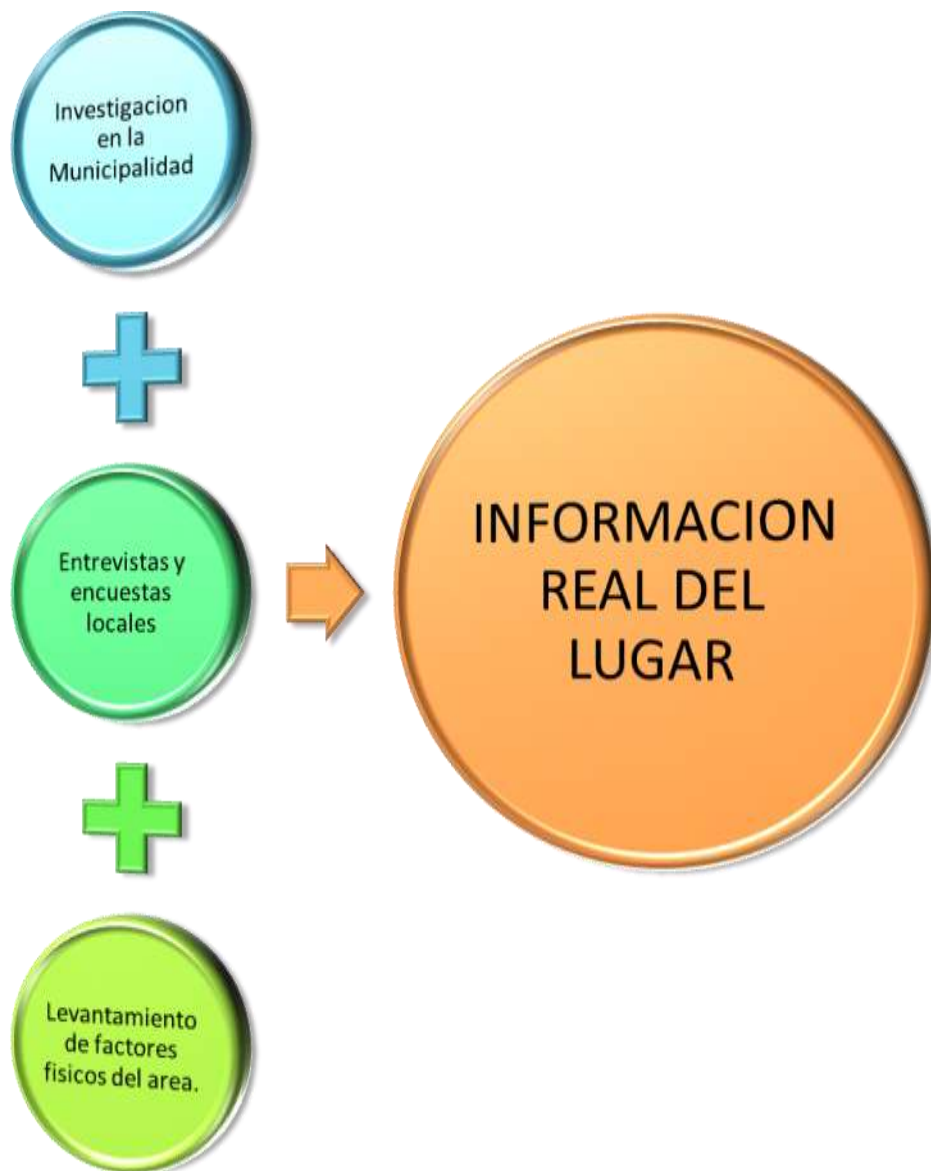 Investigacion
en la
Municipalidad
Entrevistas y
encuestas
locales
Levantamiento
de factores
fisicos del area.
INFORMACION
REAL DEL
LUGAR